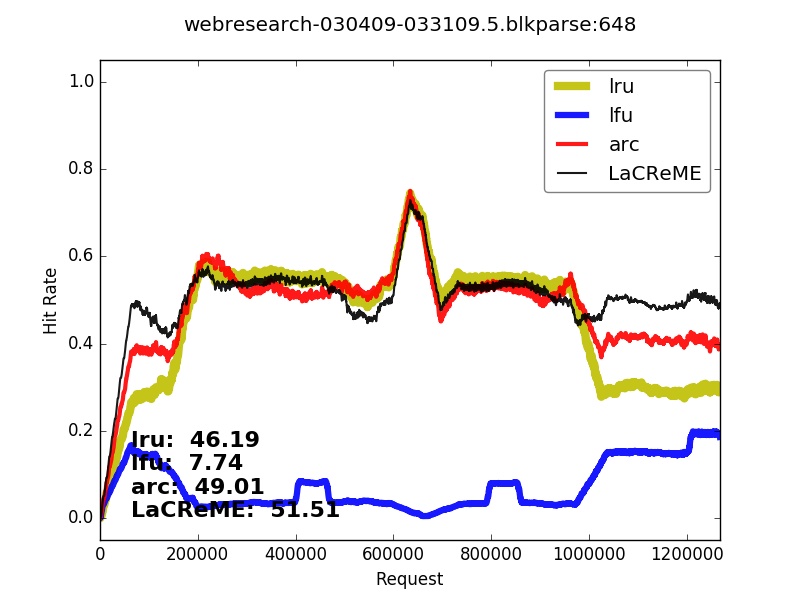 webresearch-030409-033109.5.blkparse:648
1.0
0.8
0.6
0.4
0.2
0.0
Hit Rate
lru
lfu
arc
LaCReME
lru: 46.19
lfu: 7.74
arc: 49.01
LaCReME: 51.51
0 200000 400000 600000 800000 1000000 1200000
Request